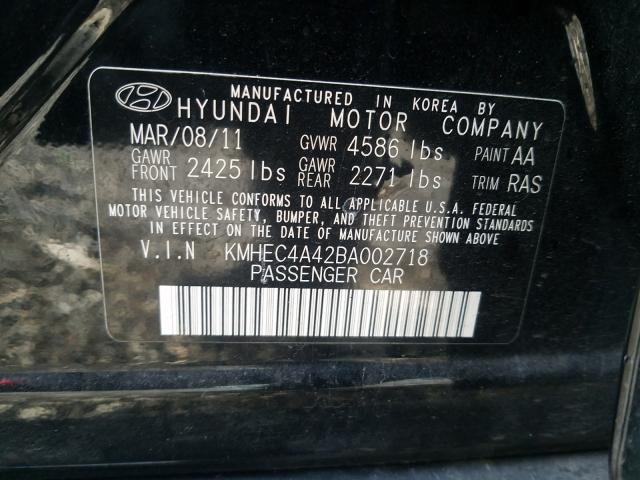 MANUFACTURED IN KOREA BY
HYUNDAI MOTOR COMPANY
MAR/08/11 GVWR 4586 lbs PAINT AA
GAWR FRONT 2425 lbs GAWR REAR 2271 lbs TRIM RAS
THIS VEHICLE CONFORMS TO ALL APPLICABLE U.S.A. FEDERAL
MOTOR VEHICLE SAFETY, BUMPER, AND THEFT PREVENTION STANDARDS
IN EFFECT ON THE DATE OF MANUFACTURE SHOWN ABOVE
V.I.N KMHEC4A42BA002718
PASSENGER CAR